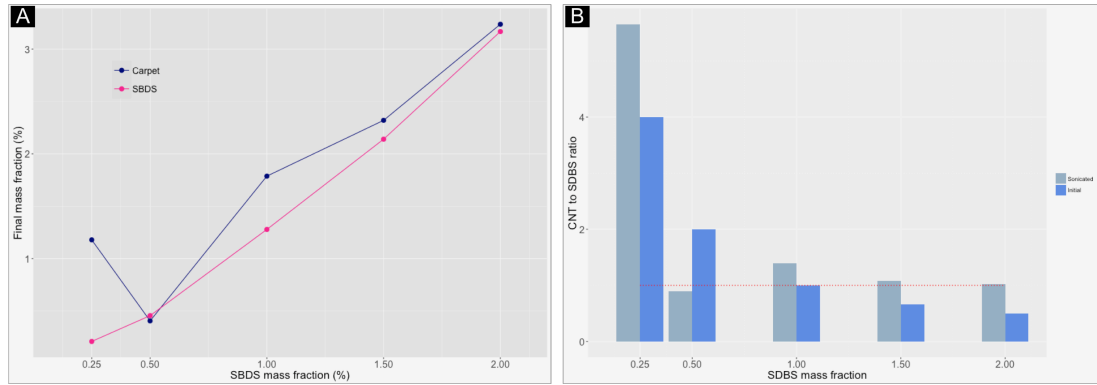 A
Final mass fraction (%)
3
2
1
Carpet
SBDS
0.25
0.50
1.00
1.50
2.00
SBDS mass fraction (%)
B
CNT to SDBS ratio
4
2
0
Sonicated
Initial
0.25
0.50
1.00
1.50
2.00
SDBS mass fraction